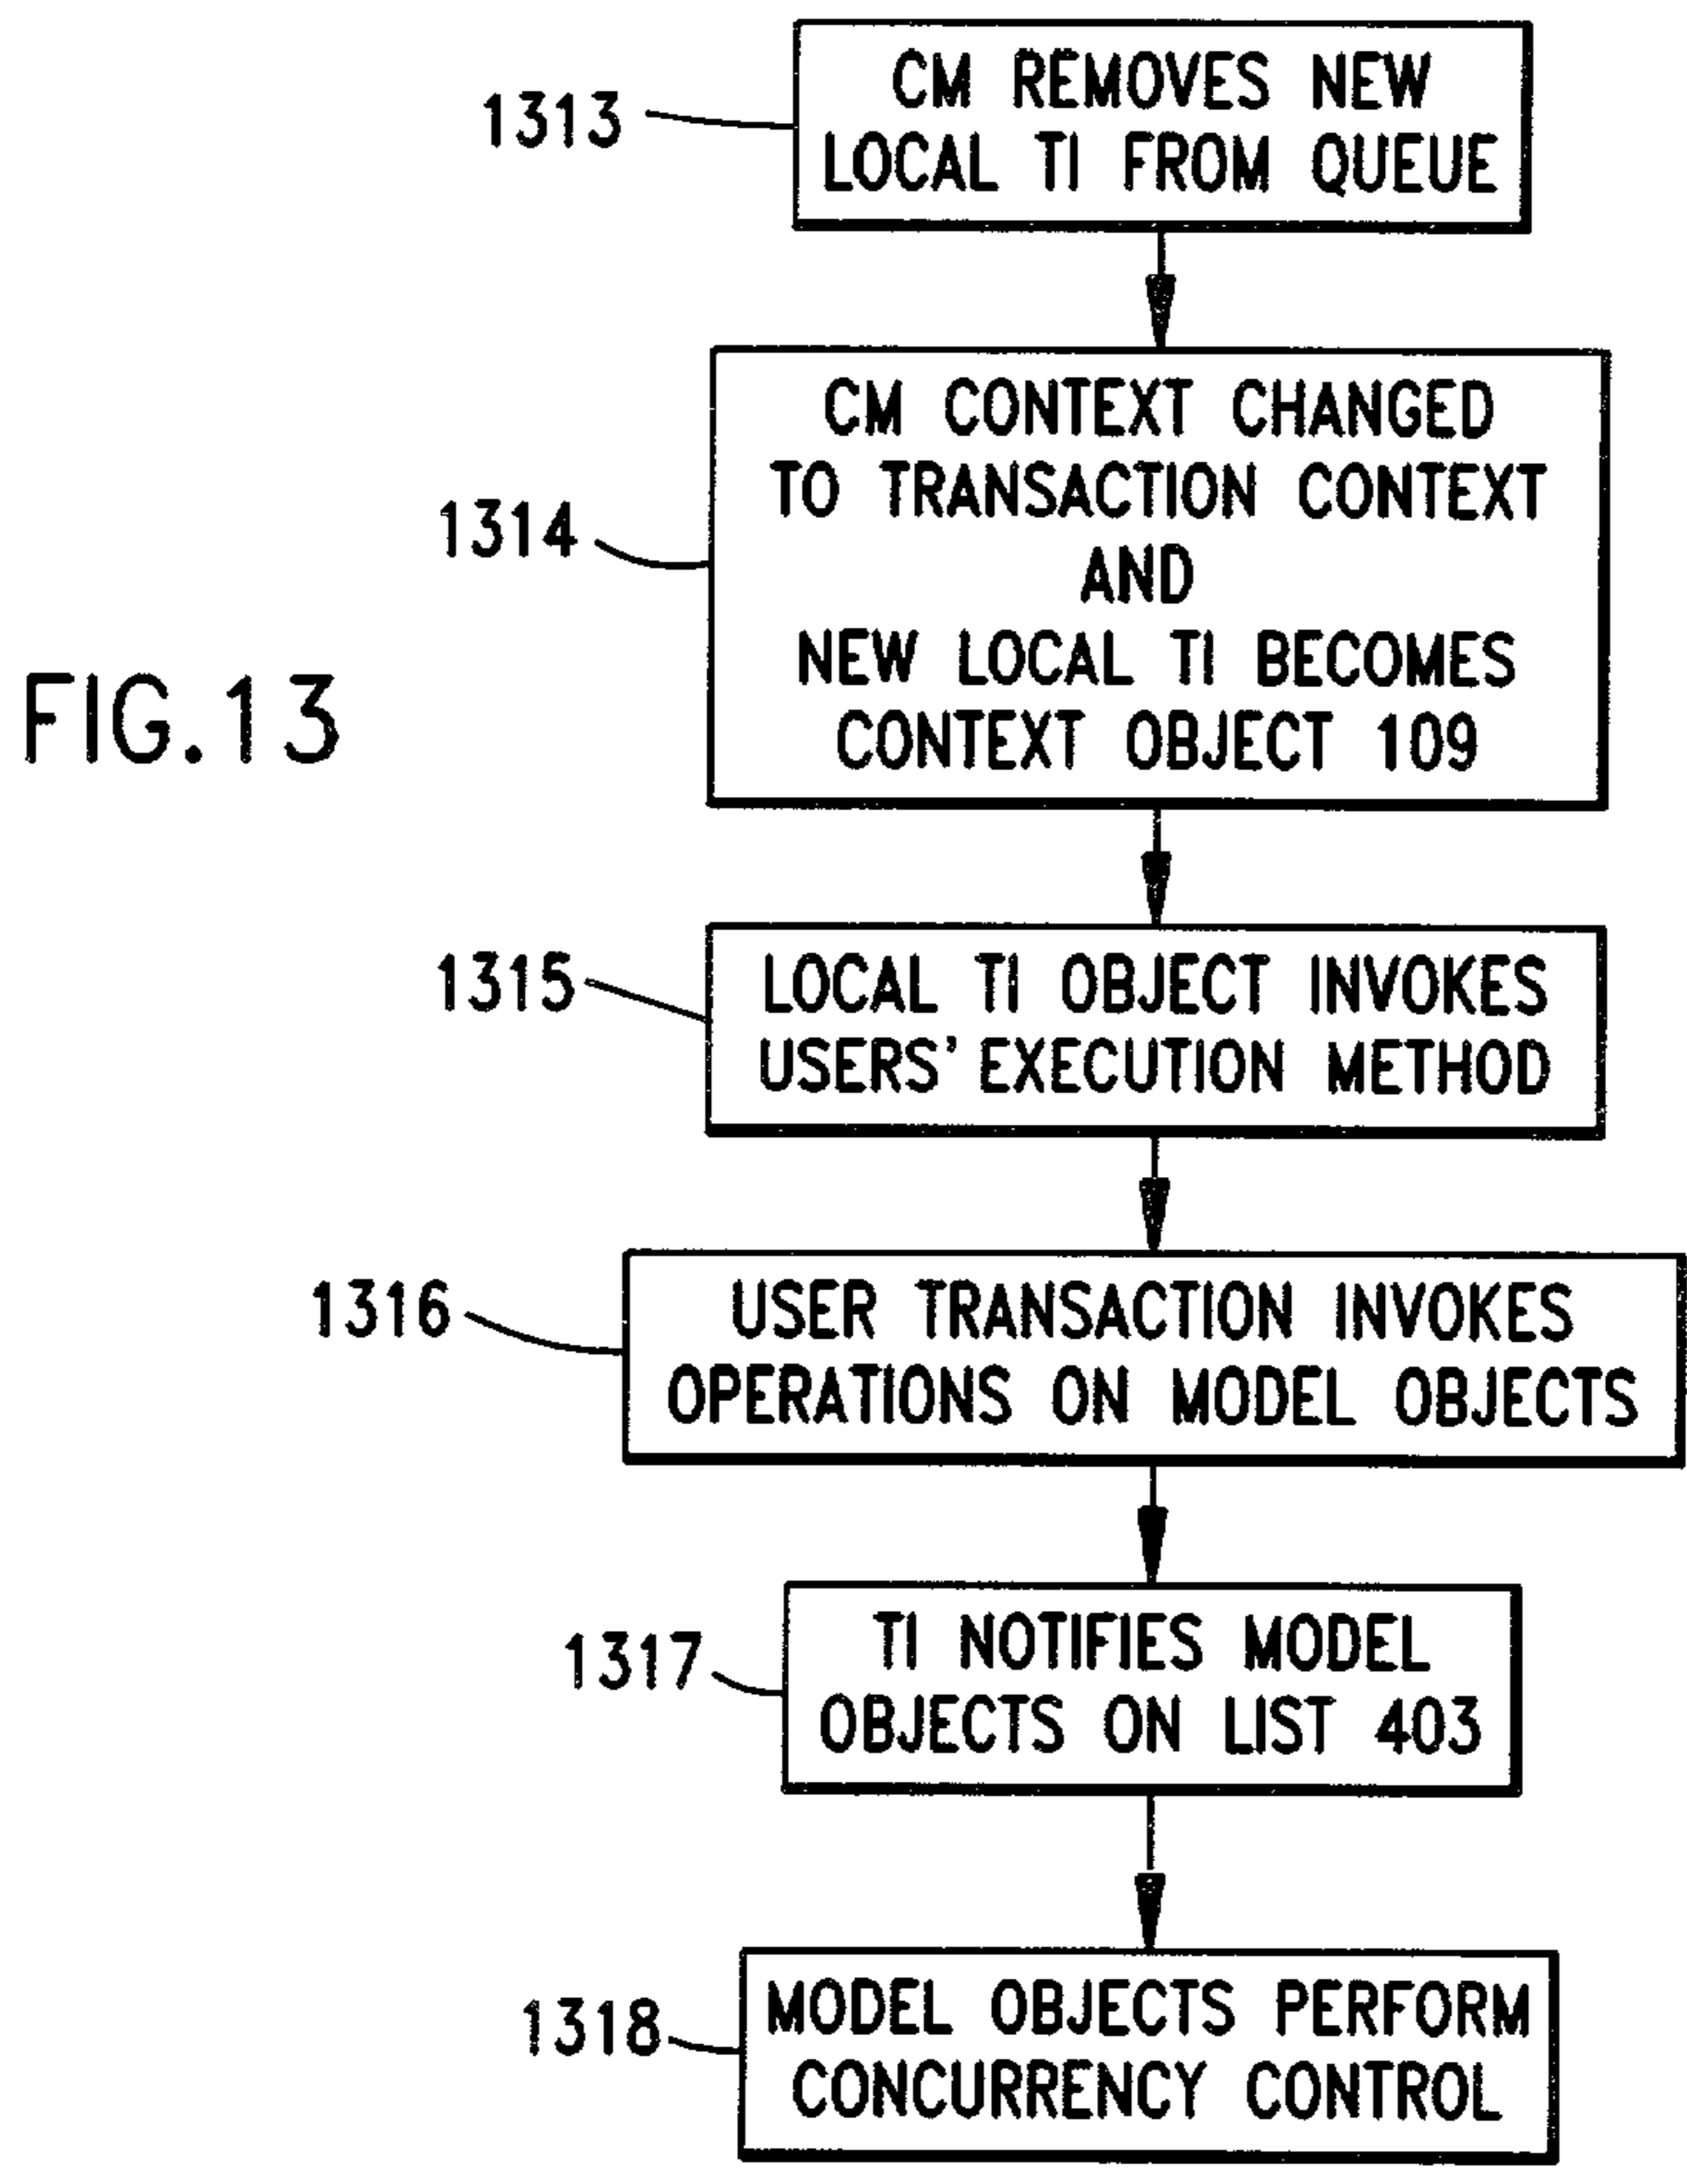 1313
CM REMOVES NEW
LOCAL TI FROM QUEUE
1314
CM CONTEXT CHANGED
TO TRANSACTION CONTEXT
AND
NEW LOCAL TI BECOMES
CONTEXT OBJECT 109
FIG.13
1315
LOCAL TI OBJECT INVOKES
USERS' EXECUTION METHOD
1316
USER TRANSACTION INVOKES
OPERATIONS ON MODEL OBJECTS
1317
TI NOTIFIES MODEL
OBJECTS ON LIST 403
1318
MODEL OBJECTS PERFORM
CONCURRENCY CONTROL